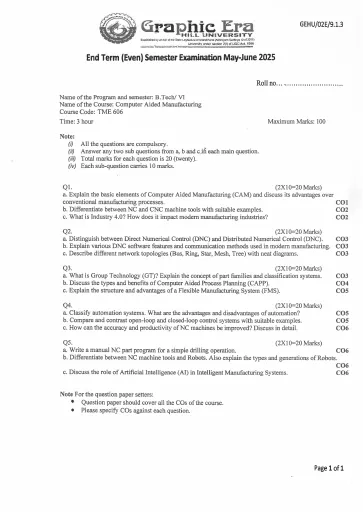 GEHU/02E/9.1.3
Graphic Era
HILL UNIVERSITY
End Term (Even) Semester Examination May-June 2025
Roll no...
Name of the Program and semester: B.Tech/ VI
Name of the Course: Computer Aided Manufacturing
Course Code: TME 606
Time: 3 hour Maximum Marks: 100
Note:
(i) All the questions are compulsory.
(ii) Answer any two sub questions from a, b and c in each main question.
(iii) Total marks for each question is 20 (twenty).
(iv) Each sub-question carries 10 marks.
Q1. (2X10=20 Marks)
a. Explain the basic elements of Computer Aided Manufacturing (CAM) and discuss its advantages over
conventional manufacturing processes. CO1
b. Differentiate between NC and CNC machine tools with suitable examples. CO2
c. What is Industry 4.0? How does it impact modern manufacturing industries? CO2
Q2. (2X10=20 Marks)
a. Distinguish between Direct Numerical Control (DNC) and Distributed Numerical Control (DNC). CO3
b. Explain various DNC software features and communication methods used in modern manufacturing. CO3
c. Describe different network topologies (Bus, Ring, Star, Mesh, Tree) with neat diagrams. CO3
Q3. (2X10=20 Marks)
a. What is Group Technology (GT)? Explain the concept of part families and classification systems. CO3
b. Discuss the types and benefits of Computer Aided Process Planning (CAPP). CO4
c. Explain the structure and advantages of a Flexible Manufacturing System (FMS). CO5
Q4. (2X10=20 Marks)
a. Classify automation systems. What are the advantages and disadvantages of automation? CO5
b. Compare and contrast open-loop and closed-loop control systems with suitable examples. CO5
c. How can the accuracy and productivity of NC machines be improved? Discuss in detail. CO6
Q5. (2X10=20 Marks)
a. Write a manual NC part program for a simple drilling operation. CO6
b. Differentiate between NC machine tools and Robots. Also explain the types and generations of Robots.
CO6
c. Discuss the role of Artificial Intelligence (AI) in Intelligent Manufacturing Systems. CO6
Note For the question paper setters:
• Question paper should cover all the COs of the course.
• Please specify COs against each question.
Page 1 of 1